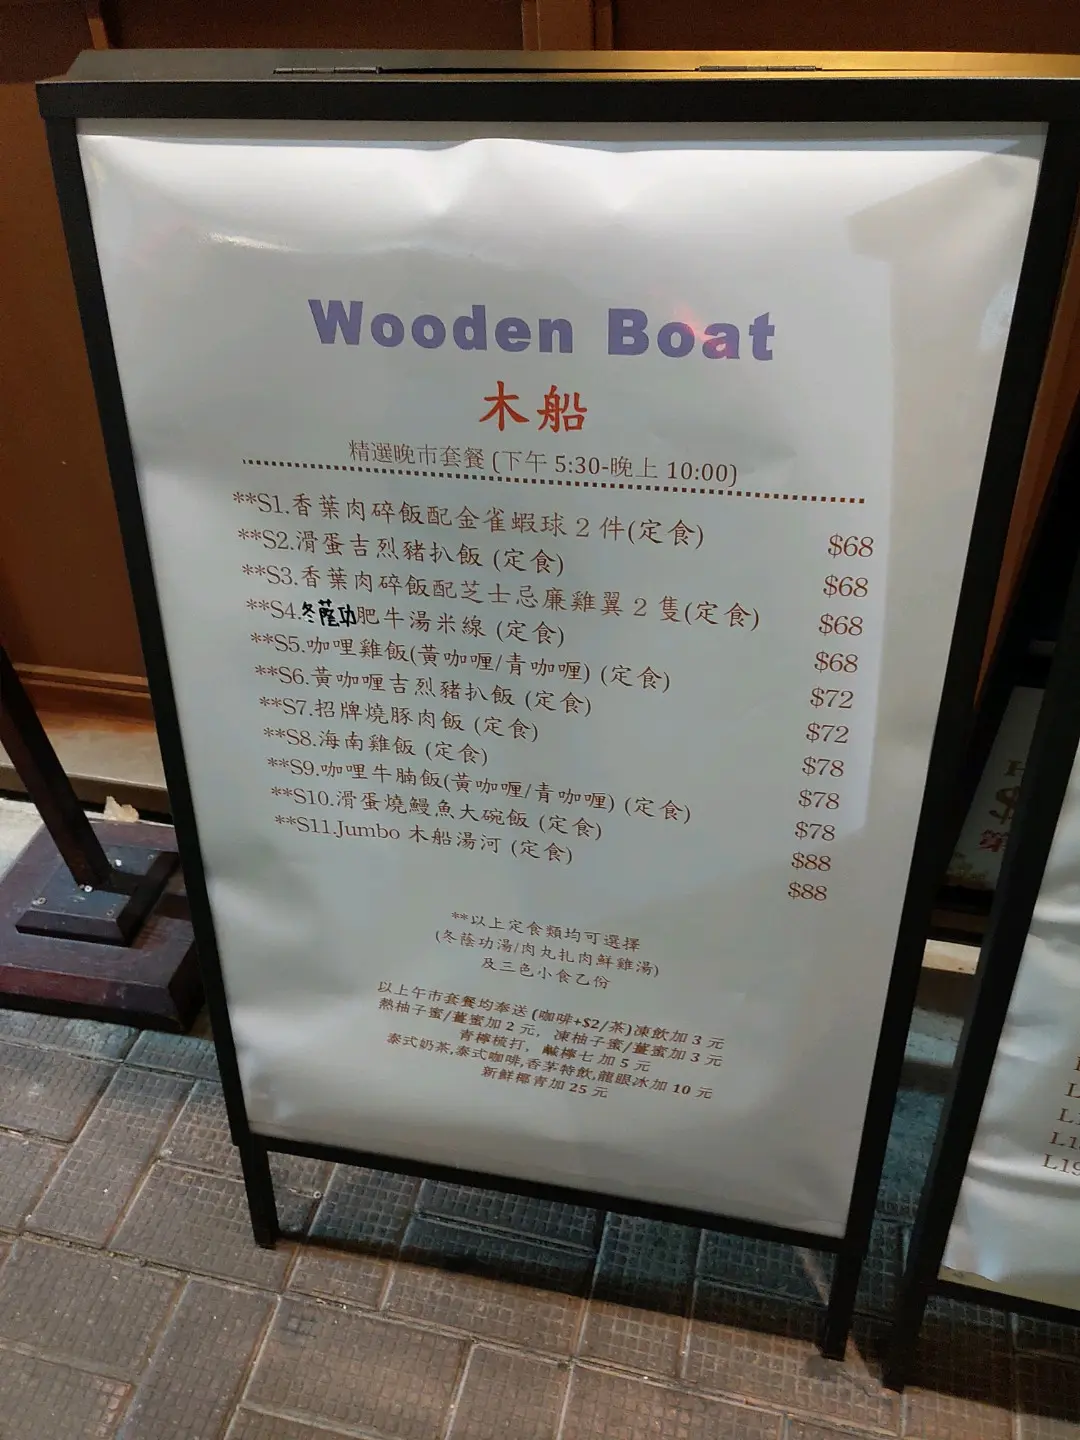 Wooden Boat
木船
精選晚市套餐 (下午 5:30-晚上 10:00)
**S1.香葉肉碎飯配金雀蝦球 2 件(定食) $68
**S2.滑蛋吉烈豬扒飯 (定食) $68
**S3.香葉肉碎飯配芝士忌廉雞翼 2 隻(定食) $68
**S4.冬蔭功肥牛湯米線 (定食) $68
**S5.咖哩雞飯(黃咖喱/青咖喱) (定食) $72
**S6.黃咖喱吉烈豬扒飯 (定食) $72
**S7.招牌燒豚肉飯 (定食) $78
**S8.海南雞飯 (定食) $78
**S9.咖哩牛腩飯(黃咖喱/青咖喱) (定食) $78
**S10.滑蛋燒鰻魚大碗飯 (定食) $88
**S11.Jumbo 木船湯河 (定食) $88
**以上定食類均可選擇
(冬蔭功湯/肉丸扎肉鮮雞湯)
及三色小食乙份
以上午市套餐均奉送 (咖啡+$2/茶)凍飲加 3 元
熱柚子蜜/薑蜜加 2 元, 凍柚子蜜/薑蜜加 3 元
青檸梳打, 鹹檸七 加 5 元
泰式奶茶,泰式咖啡,香茅特飲,龍眼冰加 10 元
新鮮椰青加 25 元
$
L19